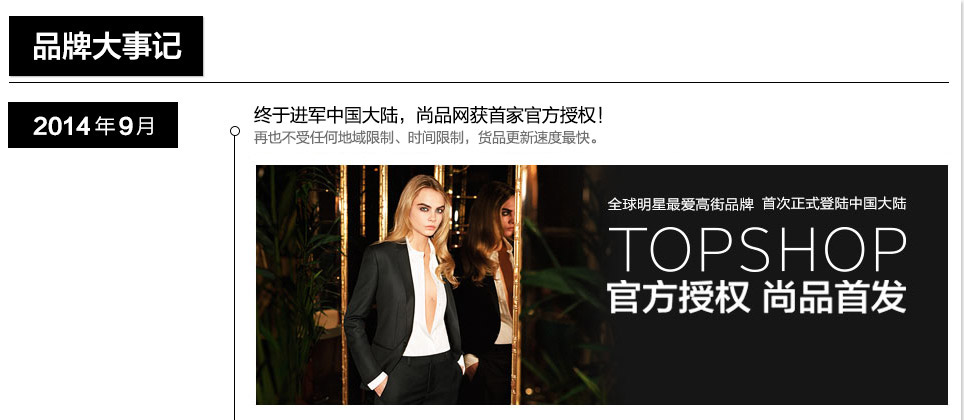 品牌大事记
2014年9月
终于进军中国大陆，尚品网获首家官方授权！
再也不受任何地域限制、时间限制，货品更新速度最快。
全球明星最爱高街品牌 首次正式登陆中国大陆
TOPSHOP
官方授权 尚品首发